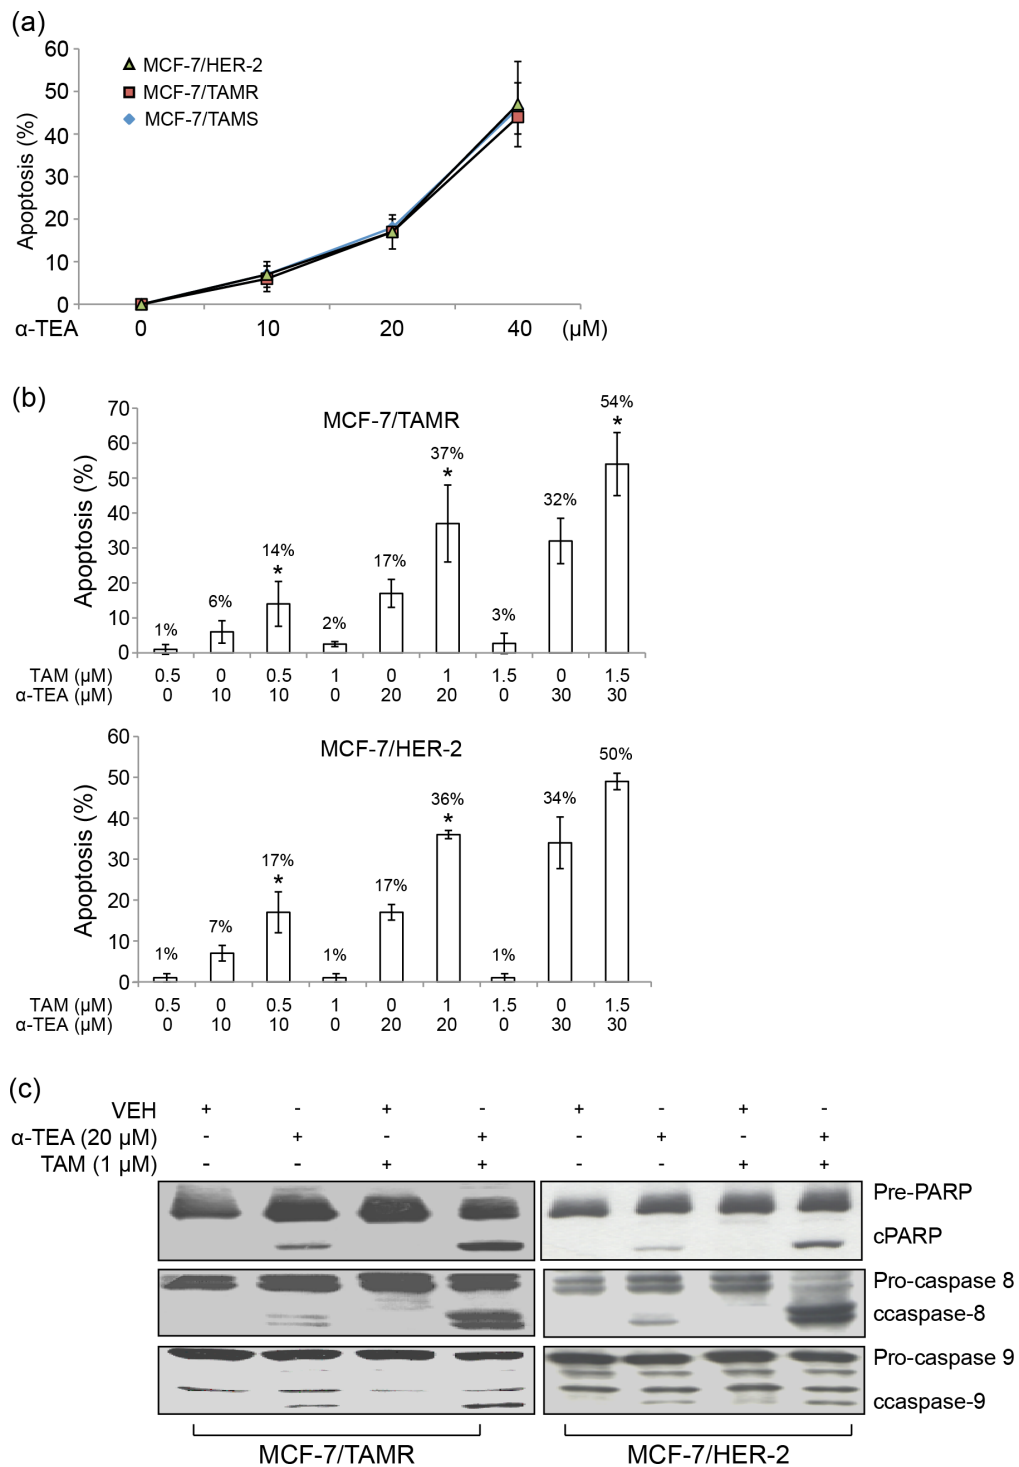 (a)
60
MCF-7/HER-2
50
MCF-7/TAMR
MCF-7/TAMS
40
30
20
10
0
Apoptosis (%)
α-TEA 0 10 20 40 (µM)
(b)
MCF-7/TAMR
70
60
50
40
30
20
10
0
Apoptosis (%)
1% 6% 14% * 2% 17% 37% * 3% 32% 54% *
TAM (µM) 0.5 0 0.5 1 0 1 1.5 0 1.5
α-TEA (µM) 0 10 10 0 20 20 0 30 30
MCF-7/HER-2
60
50
40
30
20
10
0
Apoptosis (%)
1% 7% 17% * 1% 17% 36% * 1% 34% 50%
TAM (µM) 0.5 0 0.5 1 0 1 1.5 0 1.5
α-TEA (µM) 0 10 10 0 20 20 0 30 30
(c)
VEH + - + - + - + -
α-TEA (20 µM) - + - + - + - +
TAM (1 µM) - - + + - - + +
Pre-PARP
cPARP
Pro-caspase 8
ccaspase-8
Pro-caspase 9
ccaspase-9
MCF-7/TAMR MCF-7/HER-2